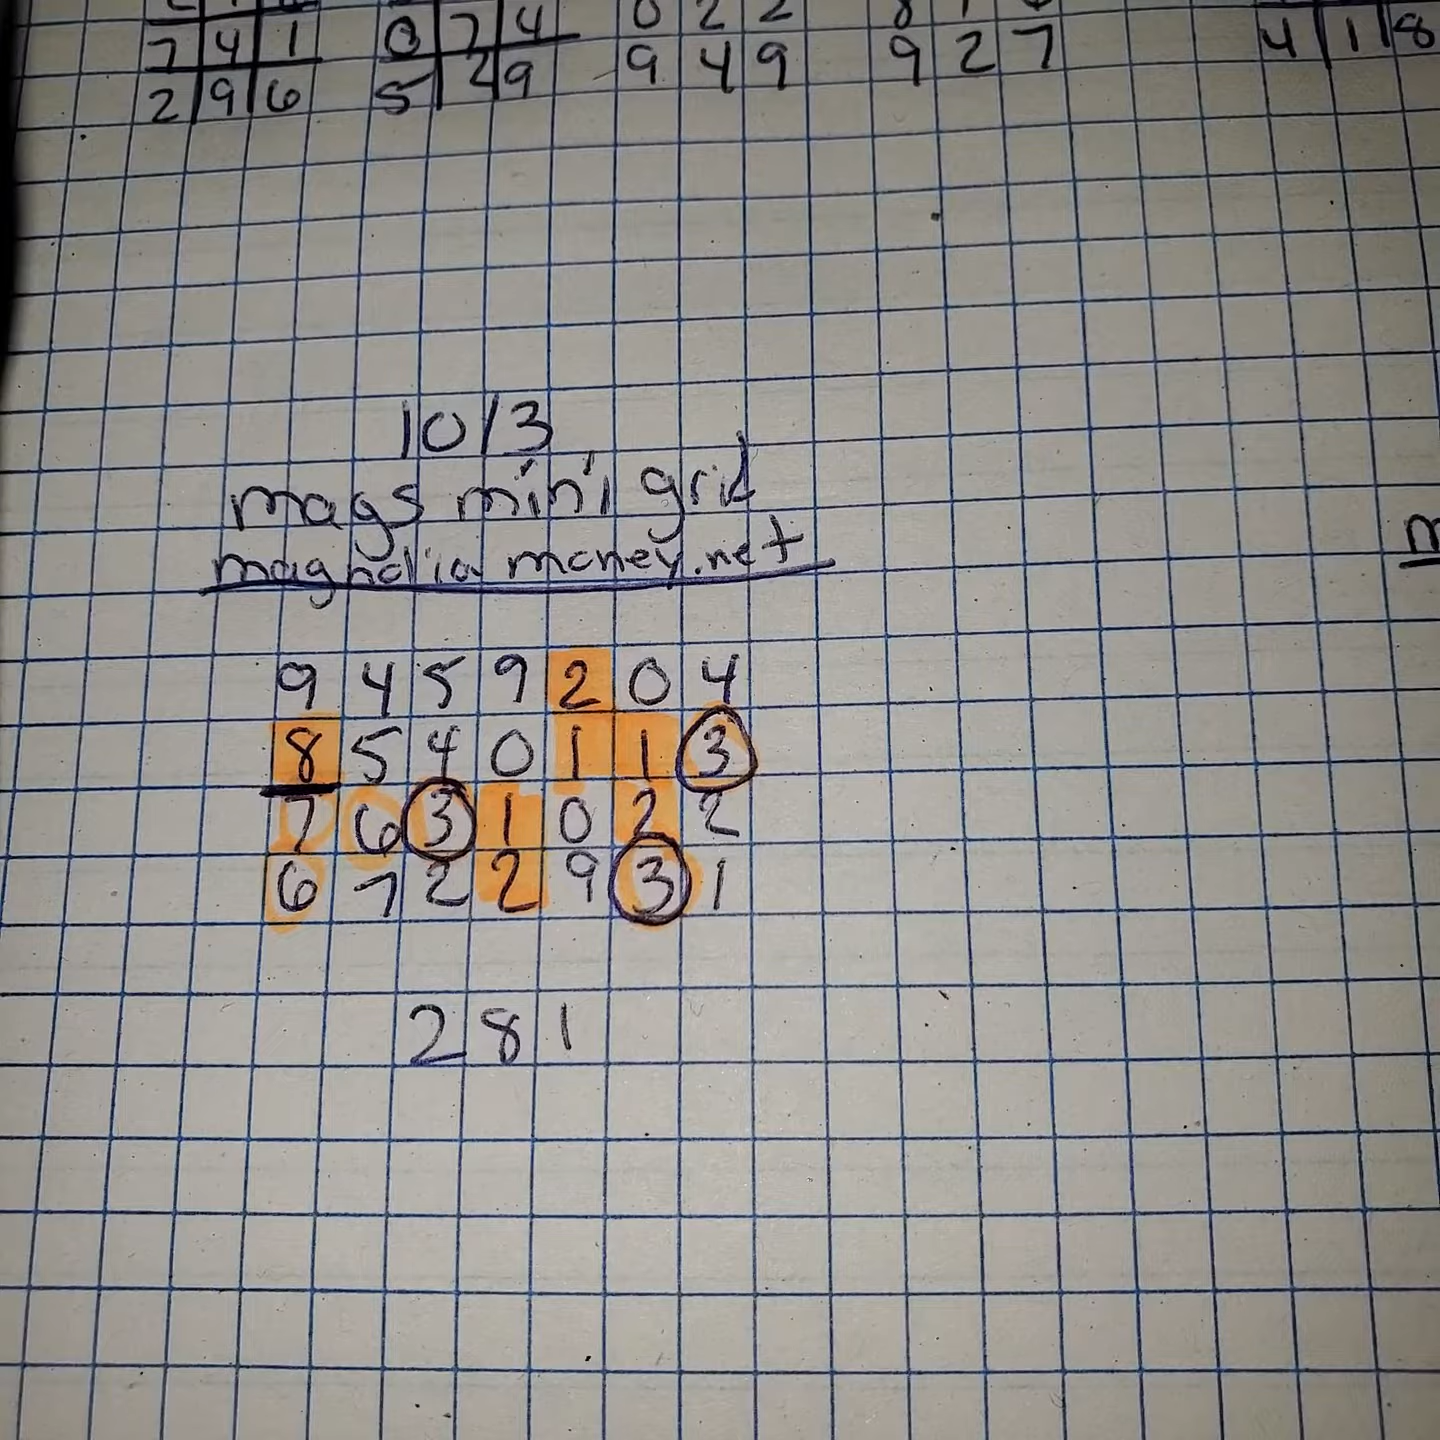 7 4 1
2 9 6
0 7 4
5 2 9
0 2 2
9 4 9
9 2 7
4 1 8
10/3
mags mini grid
magnolia money.net
m
9 4 5 9 2 0 4
8 5 4 0 1 1 3
7 6 3 1 0 2 2
6 7 2 2 9 3 1
2 8 1